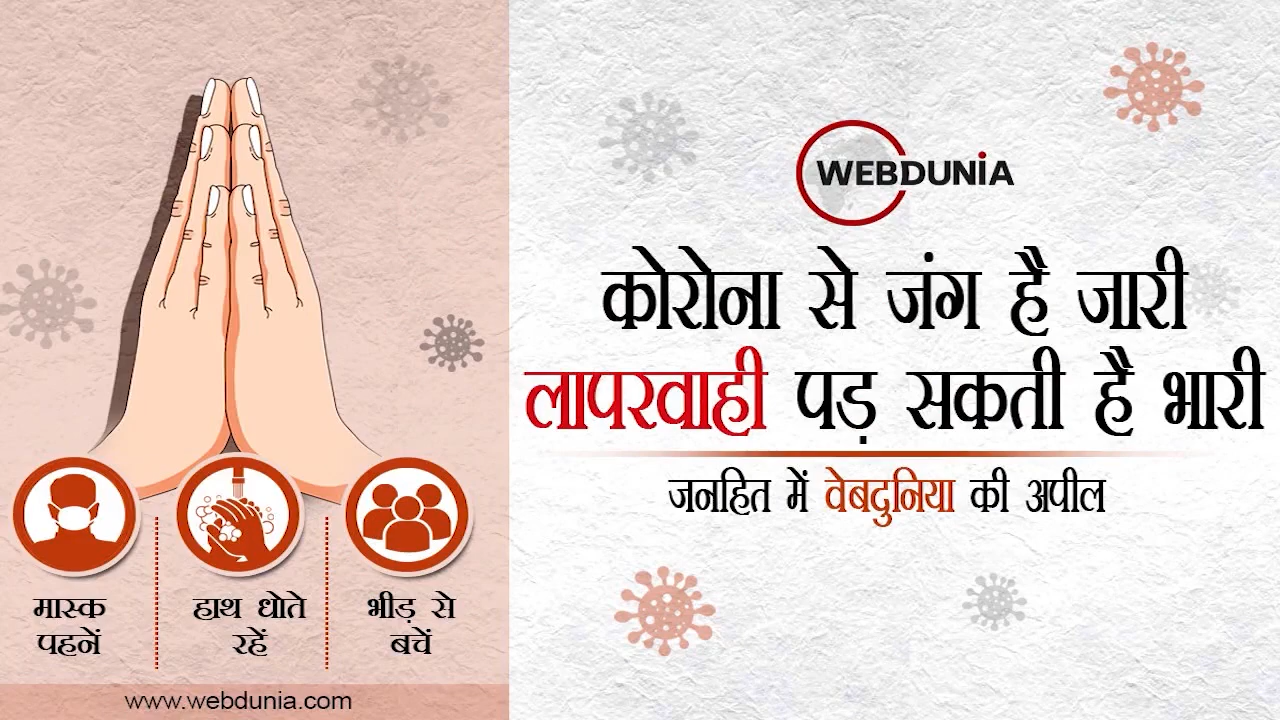 WEBDUNIA
कोरोना से जंग है जारी
लापरवाही पड़ सकती है भारी
जनहित में वेबदुनिया की अपील
मास्क
पहनें
हाथ धोते
रहें
भीड़ से
बचें
www.webdunia.com